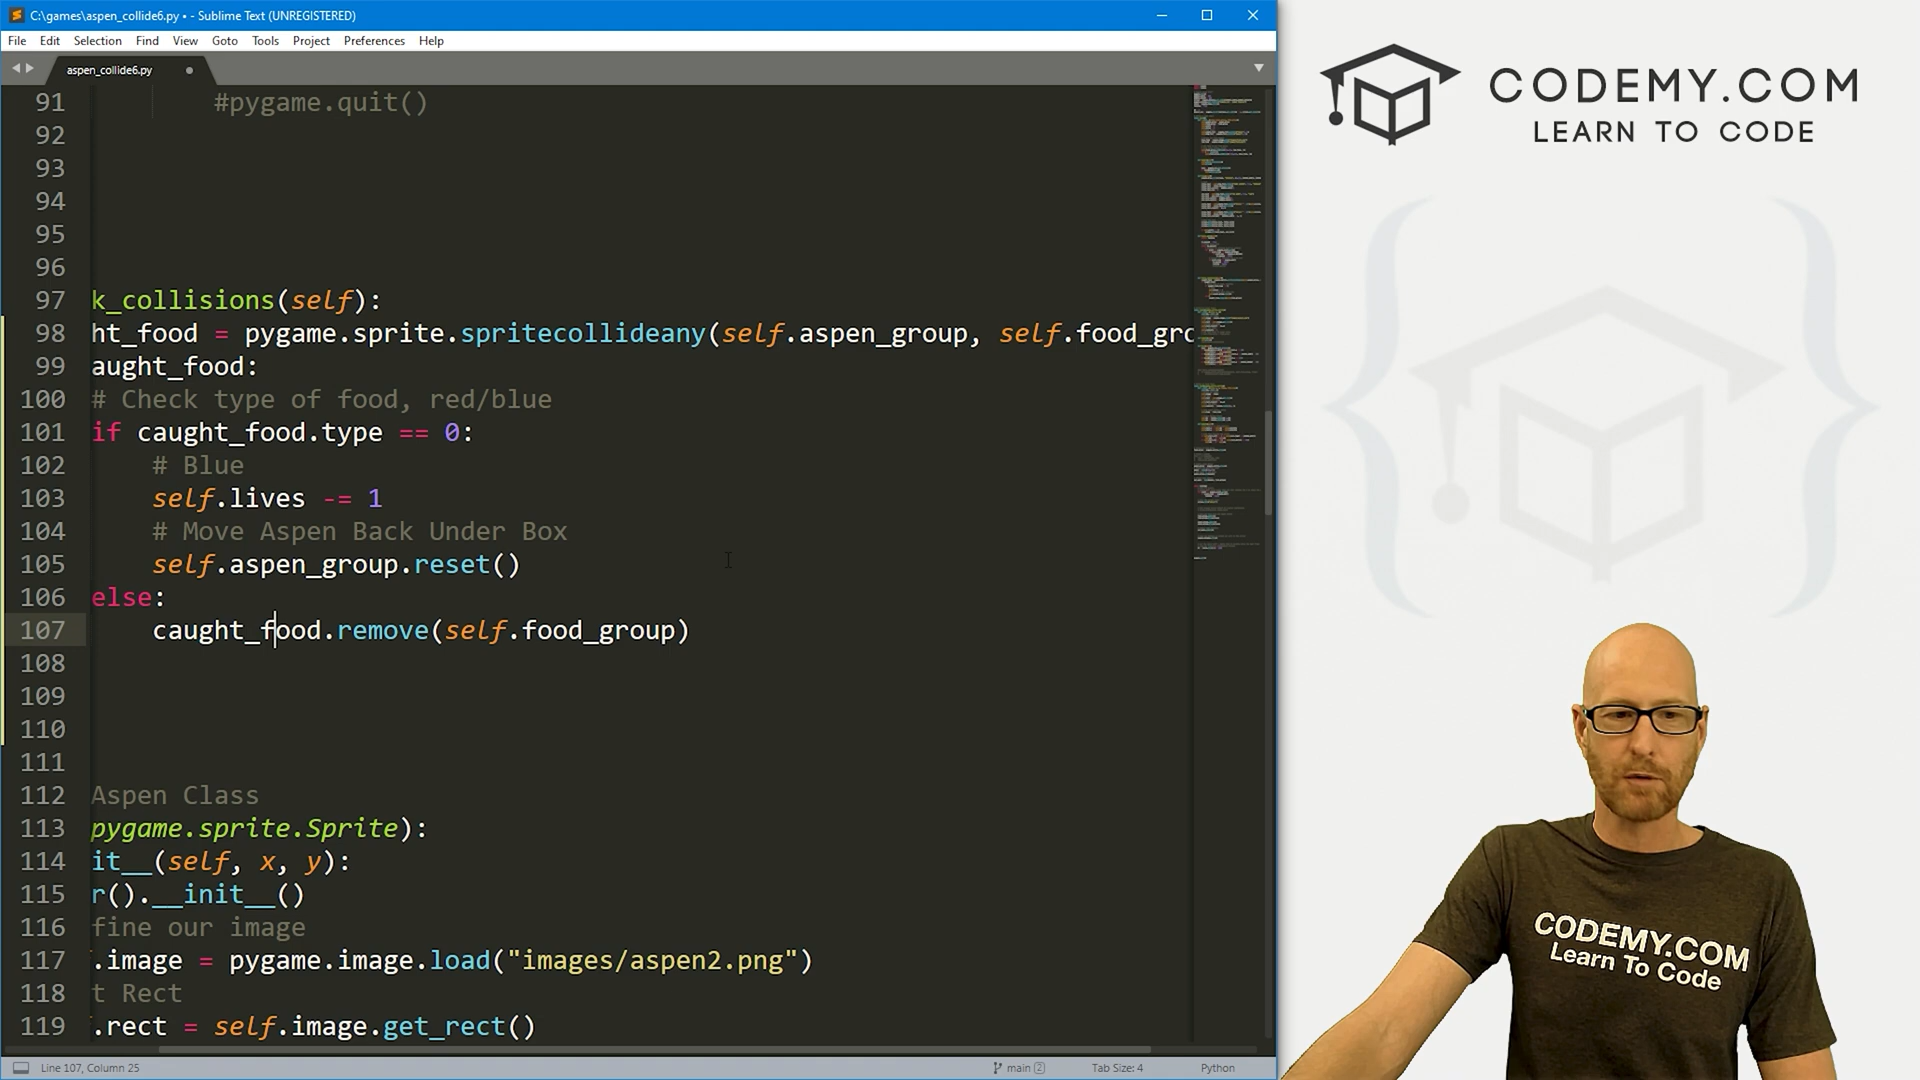 C:\games\aspen_collide6.py • - Sublime Text (UNREGISTERED)
File Edit Selection Find View Goto Tools Project Preferences Help
aspen_collide6.py
91 #pygame.quit()
92
93
94
95
96
97 k_collisions(self):
98 ht_food = pygame.sprite.spritecollideany(self.aspen_group, self.food_gro
99 aught_food:
100 # Check type of food, red/blue
101 if caught_food.type == 0:
102 # Blue
103 self.lives -= 1
104 # Move Aspen Back Under Box
105 self.aspen_group.reset()
106 else:
107 caught_food.remove(self.food_group)
108
109
110
111
112 Aspen Class
113 pygame.sprite.Sprite):
114 it__(self, x, y):
115 r().__init__()
116 fine our image
117 .image = pygame.image.load("images/aspen2.png")
118 t Rect
119 .rect = self.image.get_rect()
Line 107, Column 25 main 2 Tab Size: 4 Python
CODEMY.COM
LEARN TO CODE
CODEMY.COM
Learn To Code